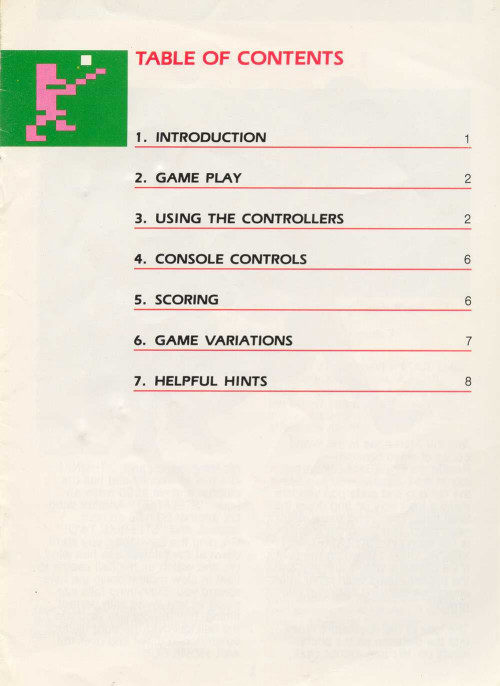 TABLE OF CONTENTS
1. INTRODUCTION 1
2. GAME PLAY 2
3. USING THE CONTROLLERS 2
4. CONSOLE CONTROLS 6
5. SCORING 6
6. GAME VARIATIONS 7
7. HELPFUL HINTS 8